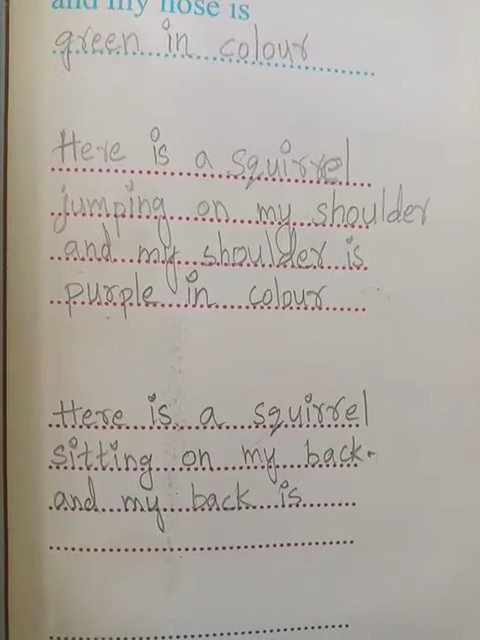 and my nose is
green in colour
Here is a squirrel
jumping on my shoulder
and my shoulder is
purple in colour
Here is a squirrel
sitting on my back.
and my back is